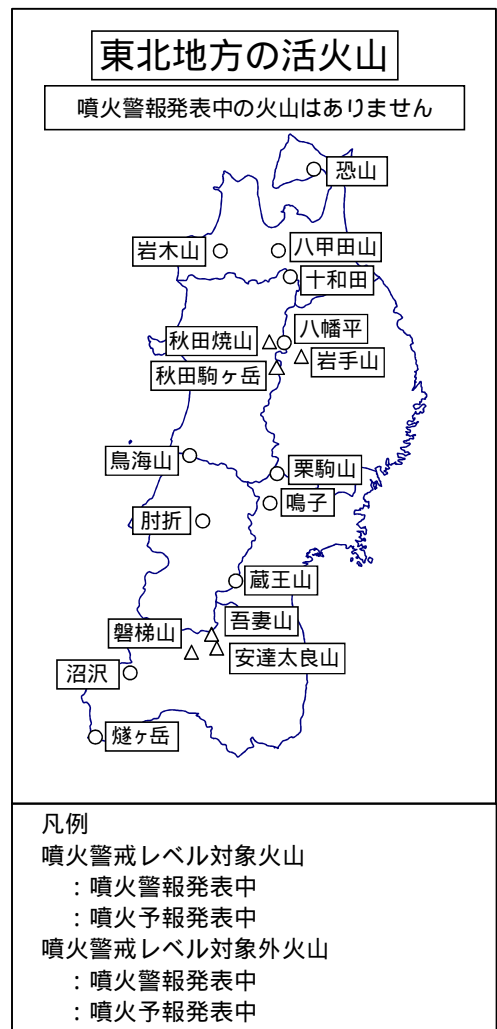 東北地方の活火山
噴火警報発表中の火山はありません
恐山
岩木山
八甲田山
十和田
八幡平
秋田焼山
岩手山
秋田駒ヶ岳
鳥海山
栗駒山
鳴子
肘折
蔵王山
吾妻山
磐梯山
安達太良山
沼沢
燧ヶ岳
凡例
噴火警戒レベル対象火山
：噴火警報発表中
：噴火予報発表中
噴火警戒レベル対象外火山
：噴火警報発表中
：噴火予報発表中